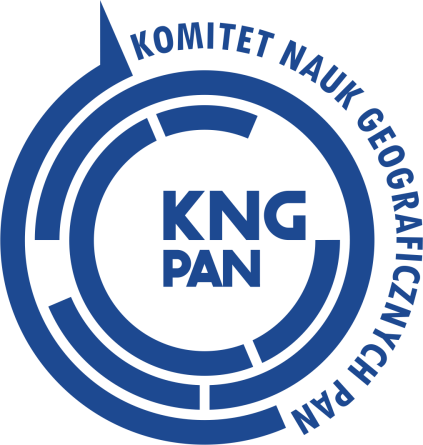 KOMITET NAUK GEOGRAFICZNYCH PAN
KNG
PAN